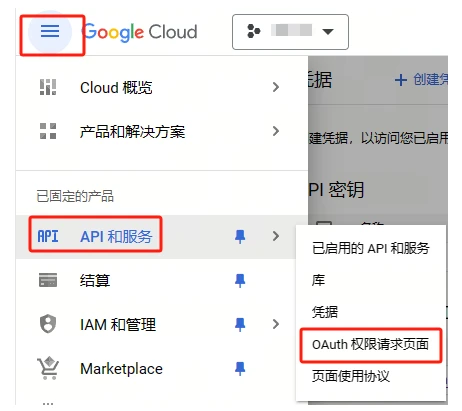 Google Cloud
凭据
+ 创建凭
Cloud 概览
产品和解决方案
建凭据，以访问您已启用
已固定的产品
PI 密钥
API API 和服务
已启用的 API 和服务
结算
库
IAM 和管理
凭据
OAuth 权限请求页面
Marketplace
页面使用协议